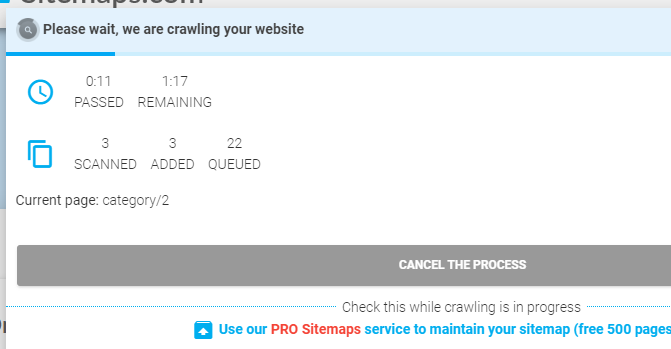 Please wait, we are crawling your website
0:11 1:17
PASSED REMAINING
3 3 22
SCANNED ADDED QUEUED
Current page: category/2
CANCEL THE PROCESS
Check this while crawling is in progress
Use our PRO Sitemaps service to maintain your sitemap (free 500 pages